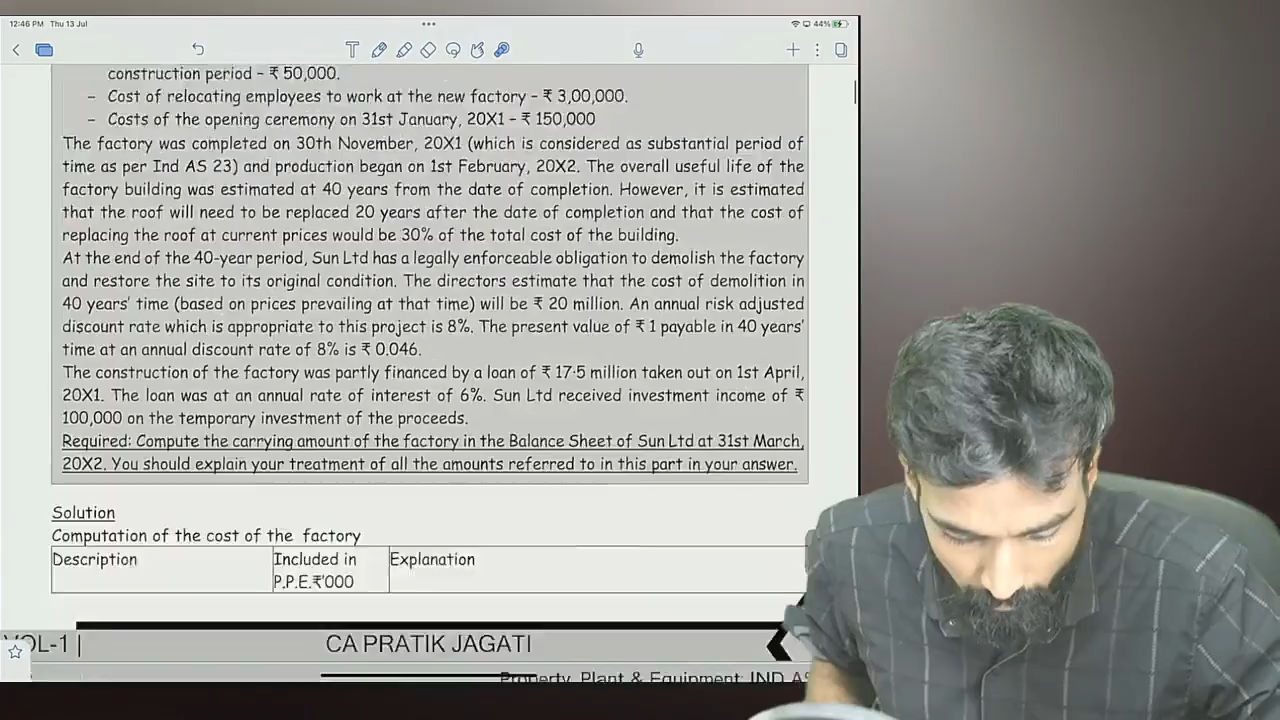 12:46 PM Thu 13 Jul
44%
construction period – ₹ 50,000.
– Cost of relocating employees to work at the new factory – ₹ 3,00,000.
– Costs of the opening ceremony on 31st January, 20X1 – ₹ 150,000
The factory was completed on 30th November, 20X1 (which is considered as substantial period of
time as per Ind AS 23) and production began on 1st February, 20X2. The overall useful life of the
factory building was estimated at 40 years from the date of completion. However, it is estimated
that the roof will need to be replaced 20 years after the date of completion and that the cost of
replacing the roof at current prices would be 30% of the total cost of the building.
At the end of the 40-year period, Sun Ltd has a legally enforceable obligation to demolish the factory
and restore the site to its original condition. The directors estimate that the cost of demolition in
40 years' time (based on prices prevailing at that time) will be ₹ 20 million. An annual risk adjusted
discount rate which is appropriate to this project is 8%. The present value of ₹ 1 payable in 40 years'
time at an annual discount rate of 8% is ₹ 0.046.
The construction of the factory was partly financed by a loan of ₹ 17·5 million taken out on 1st April,
20X1. The loan was at an annual rate of interest of 6%. Sun Ltd received investment income of ₹
100,000 on the temporary investment of the proceeds.
Required: Compute the carrying amount of the factory in the Balance Sheet of Sun Ltd at 31st March,
20X2. You should explain your treatment of all the amounts referred to in this part in your answer.
Solution
Computation of the cost of the factory
Description Included in Explanation
P.P.E.₹'000
VOL-1 | CA PRATIK JAGATI
Property, Plant & Equipment: IND AS